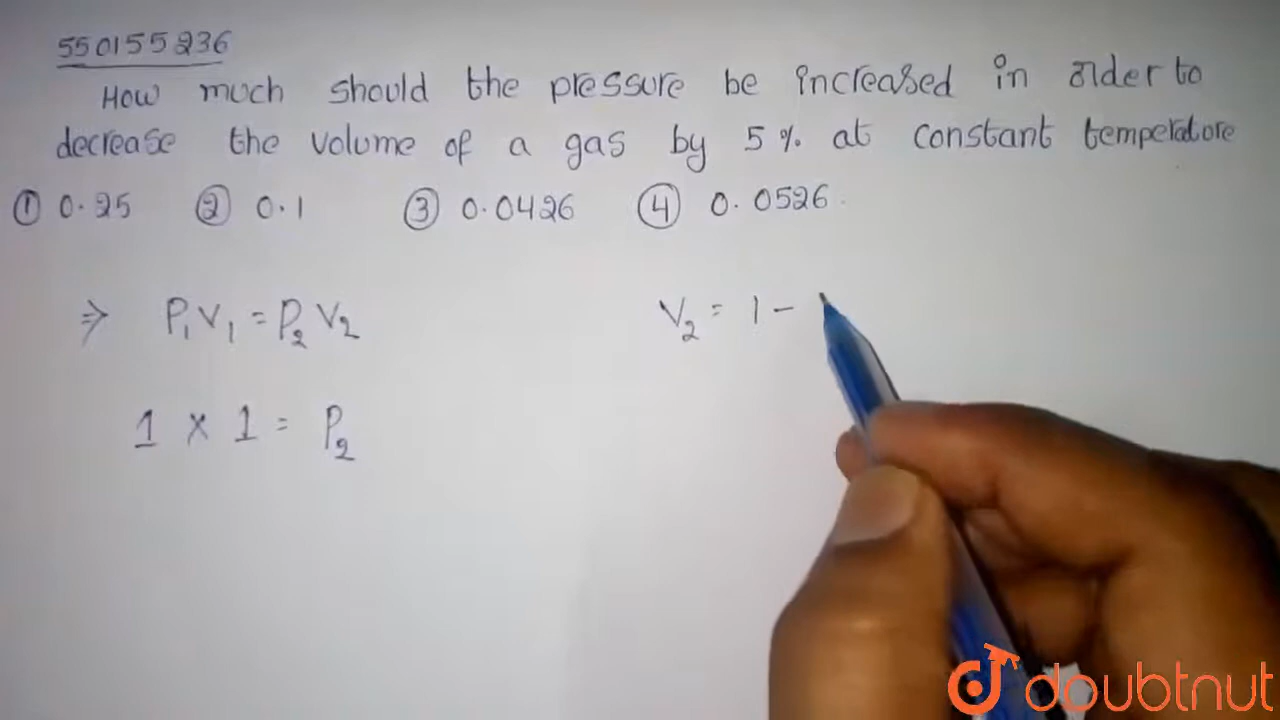 550155236
How much should the pressure be increased in order to
decrease the volume of a gas by 5% at constant temperature
① 0.25 ② 0.1 ③ 0.0426 ④ 0.0526.
⇒ P₁V₁ = P₂V₂
V₂ = 1 -
1 × 1 = P₂
doubtnut